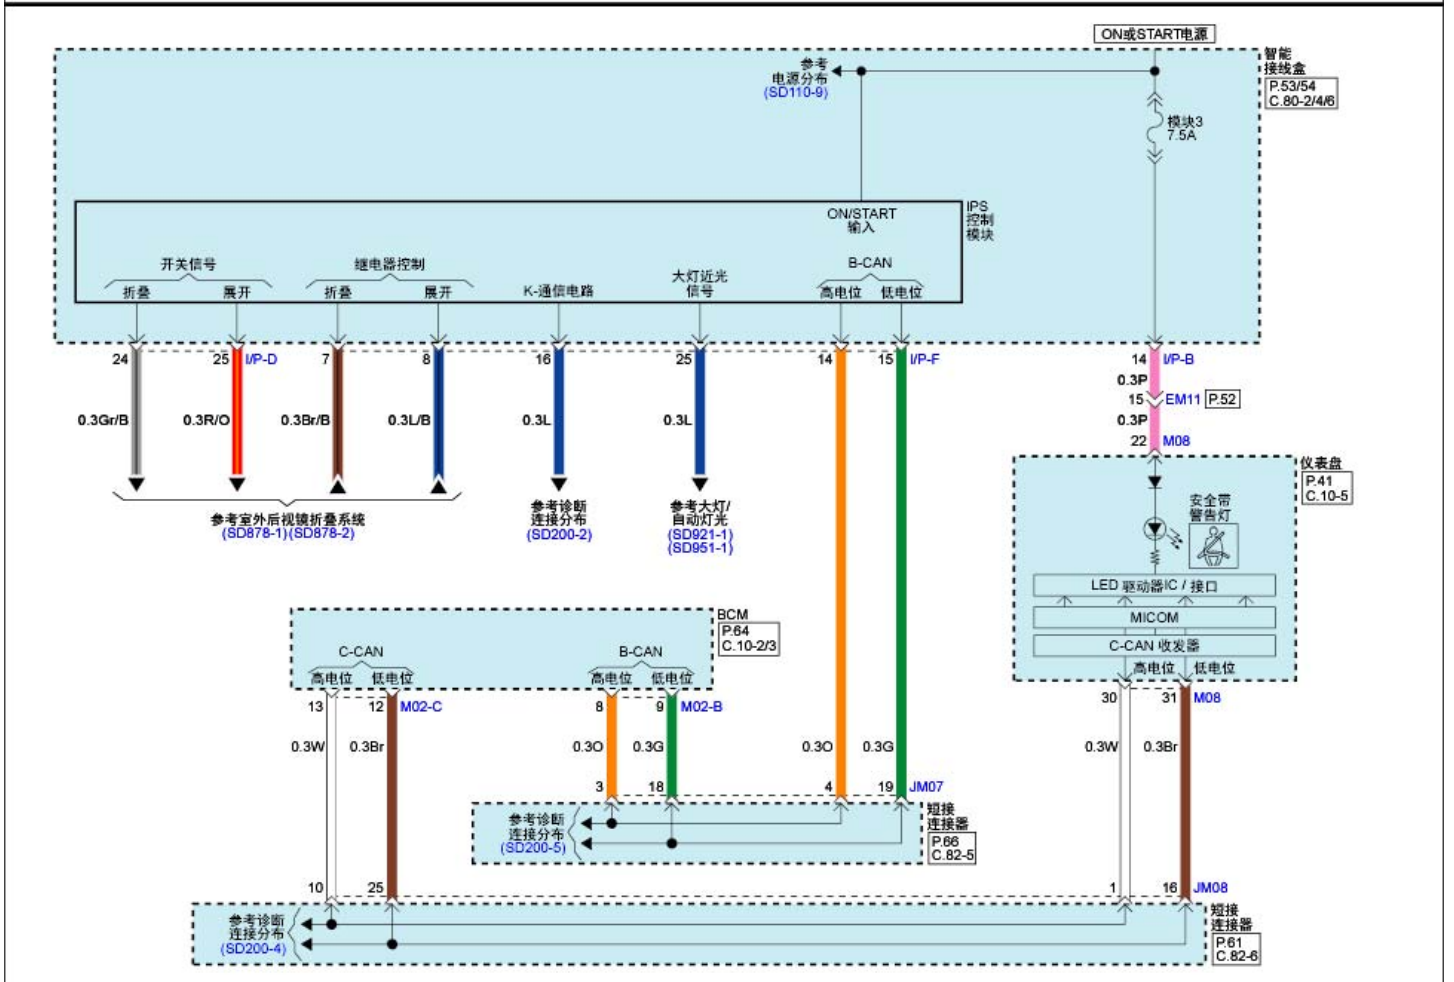 ON或START电源
智能
接线盒
P.53/54
C.80-2/4/6
参考
电源分布
(SD110-9)
模块3
7.5A
ON/START
输入
IPS
控制
模块
开关信号
继电器控制
B-CAN
折叠
展开
折叠
展开
K-通信电路
大灯近光
信号
高电位
低电位
24
25
I/P-D
7
8
16
25
14
15
I/P-F
14
I/P-B
0.3P
15
EM11
P.52
0.3Gr/B
0.3R/O
0.3Br/B
0.3L/B
0.3L
0.3L
0.3P
22
M08
参考室外后视镜折叠系统
(SD878-1)(SD878-2)
参考诊断
连接分布
(SD200-2)
参考大灯/
自动灯光
(SD921-1)
(SD951-1)
仪表盘
P.41
C.10-5
安全带
警告灯
LED 驱动器IC / 接口
MICOM
C-CAN 收发器
高电位
低电位
BCM
P.64
C.10-2/3
C-CAN
B-CAN
高电位
低电位
高电位
低电位
13
12
M02-C
8
9
M02-B
30
31
M08
0.3W
0.3Br
0.3O
0.3G
0.3O
0.3G
0.3W
0.3Br
3
18
4
19
JM07
参考诊断
连接分布
(SD200-5)
短接
连接器
P.66
C.82-5
10
25
1
16
JM08
参考诊断
连接分布
(SD200-4)
短接
连接器
P.61
C.82-6